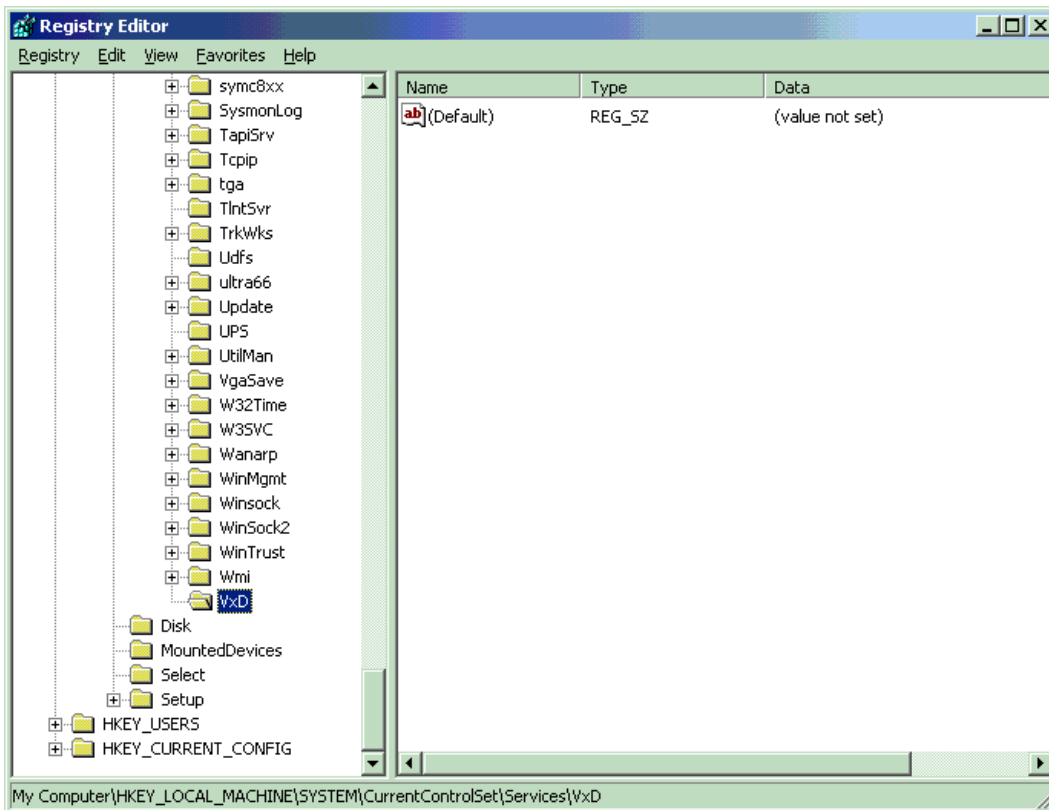 Registry Editor
Registry Edit View Favorites Help
symc8xx
SysmonLog
TapiSrv
Tcpip
tga
TlntSvr
TrkWks
Udfs
ultra66
Update
UPS
UtilMan
VgaSave
W32Time
W3SVC
Wanarp
WinMgmt
Winsock
WinSock2
WinTrust
Wmi
VxD
Disk
MountedDevices
Select
Setup
HKEY_USERS
HKEY_CURRENT_CONFIG
Name Type Data
ab (Default) REG_SZ (value not set)
My Computer\HKEY_LOCAL_MACHINE\SYSTEM\CurrentControlSet\Services\VxD